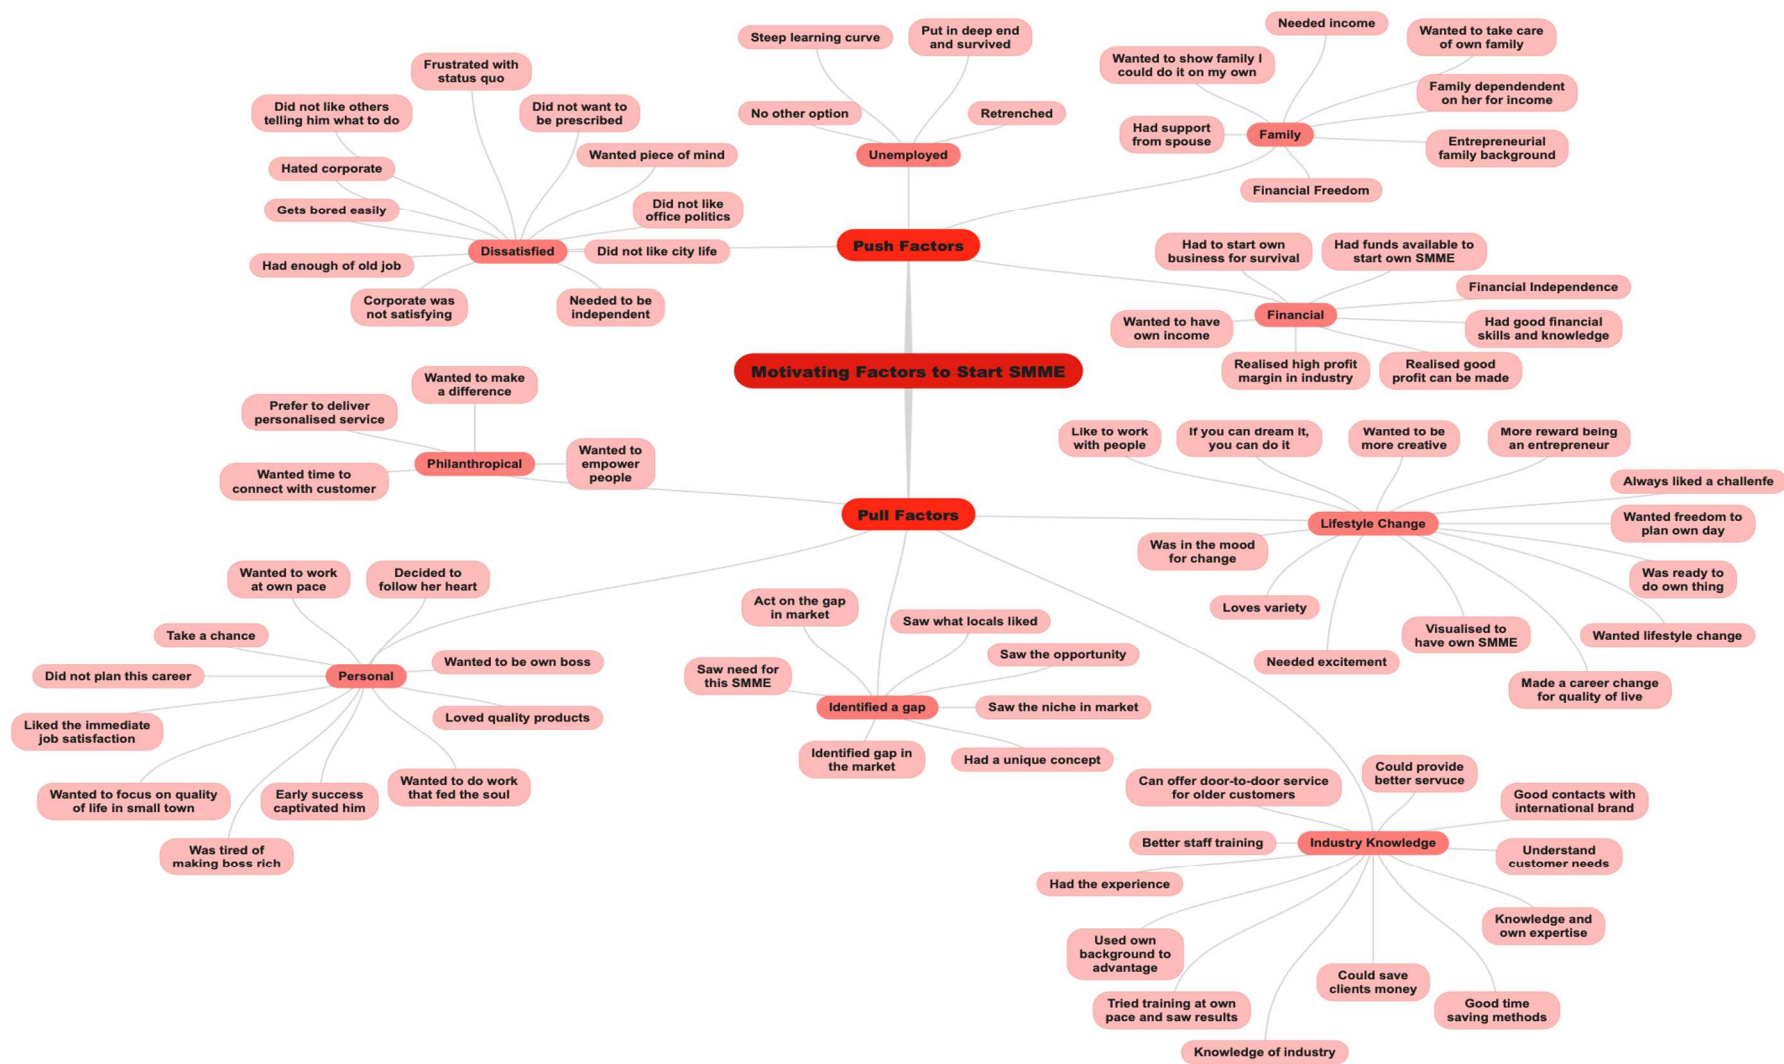 Steep learning curve
Put in deep end
and survived
No other option
Retrenched
Unemployed
Needed income
Wanted to take care
of own family
Wanted to show family I
could do it on my own
Family dependendent
on her for income
Had support
from spouse
Family
Entrepreneurial
family background
Financial Freedom
Frustrated with
status quo
Did not like others
telling him what to do
Did not want to
be prescribed
Hated corporate
Wanted piece of mind
Gets bored easily
Did not like
office politics
Dissatisfied
Did not like city life
Had enough of old job
Corporate was
not satisfying
Needed to be
independent
Push Factors
Had to start own
business for survival
Had funds available to
start own SMME
Financial Independence
Financial
Wanted to have
own income
Had good financial
skills and knowledge
Realised high profit
margin in industry
Realised good
profit can be made
Motivating Factors to Start SMME
Wanted to make
a difference
Prefer to deliver
personalised service
Philanthropical
Wanted to
empower
people
Wanted time to
connect with customer
Pull Factors
Like to work
with people
If you can dream it,
you can do it
Wanted to be
more creative
More reward being
an entrepreneur
Always liked a challenfe
Lifestyle Change
Wanted freedom to
plan own day
Was in the mood
for change
Was ready to
do own thing
Loves variety
Visualised to
have own SMME
Wanted lifestyle change
Needed excitement
Made a career change
for quality of live
Wanted to work
at own pace
Decided to
follow her heart
Take a chance
Wanted to be own boss
Did not plan this career
Personal
Liked the immediate
job satisfaction
Loved quality products
Wanted to focus on quality
of life in small town
Early success
captivated him
Wanted to do work
that fed the soul
Was tired of
making boss rich
Act on the gap
in market
Saw what locals liked
Saw need for
this SMME
Saw the opportunity
Identified a gap
Saw the niche in market
Identified gap in
the market
Had a unique concept
Can offer door-to-door service
for older customers
Could provide
better servuce
Good contacts with
international brand
Better staff training
Industry Knowledge
Understand
customer needs
Had the experience
Knowledge and
own expertise
Used own
background to
advantage
Could save
clients money
Tried training at own
pace and saw results
Good time
saving methods
Knowledge of industry